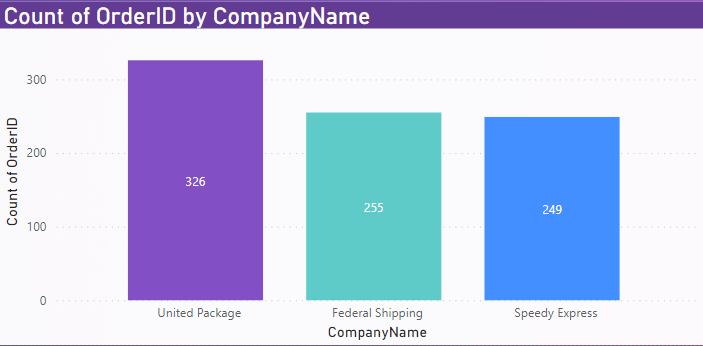 Count of OrderID by CompanyName
300
200
100
0
Count of OrderID
326
255
249
United Package
Federal Shipping
Speedy Express
CompanyName